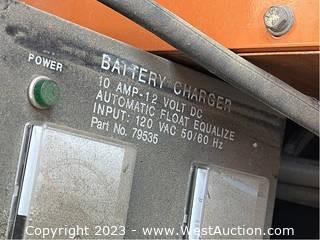 BATTERY CHARGER
10 AMP-12 VOLT DC
AUTOMATIC FLOAT EQUALIZE
INPUT: 120 VAC 50/60 Hz
Part No. 79535
POWER
Copyright 2023 - WestAuction.com